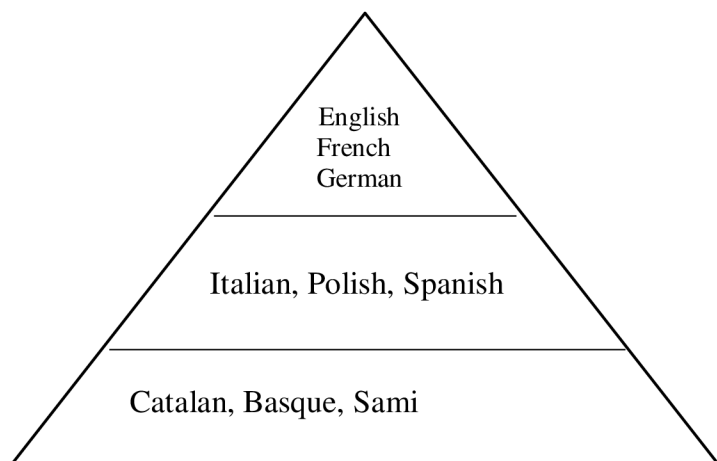 English
French
German
Italian, Polish, Spanish
Catalan, Basque, Sami